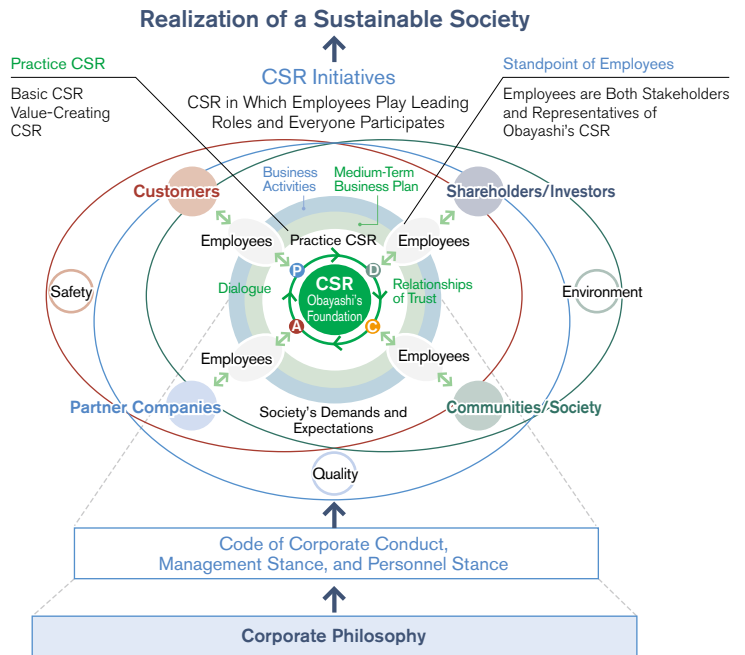 Realization of a Sustainable Society
Practice CSR
Basic CSR
Value-Creating
CSR
CSR Initiatives
CSR in Which Employees Play Leading
Roles and Everyone Participates
Standpoint of Employees
Employees are Both Stakeholders
and Representatives of
Obayashi's CSR
Customers
Business
Activities
Medium-Term
Business Plan
Shareholders/Investors
Employees
Practice CSR
Employees
Safety
Dialogue
P
D
CSR
Obayashi's
Foundation
A
C
Relationships
of Trust
Environment
Employees
Employees
Partner Companies
Society's Demands and
Expectations
Communities/Society
Quality
Code of Corporate Conduct,
Management Stance, and Personnel Stance
Corporate Philosophy